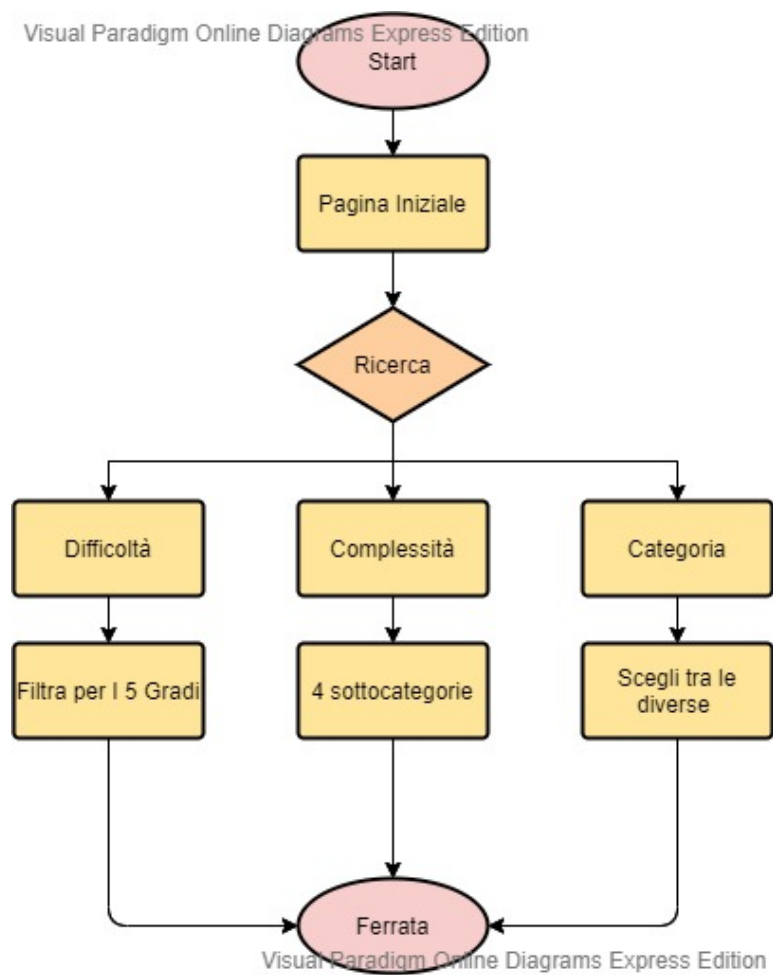 Visual Paradigm Online Diagrams Express Edition
Start
Pagina Iniziale
Ricerca
Difficoltà
Complessità
Categoria
Filtra per I 5 Gradi
4 sottocategorie
Scegli tra le
diverse
Ferrata
Visual Paradigm Online Diagrams Express Edition